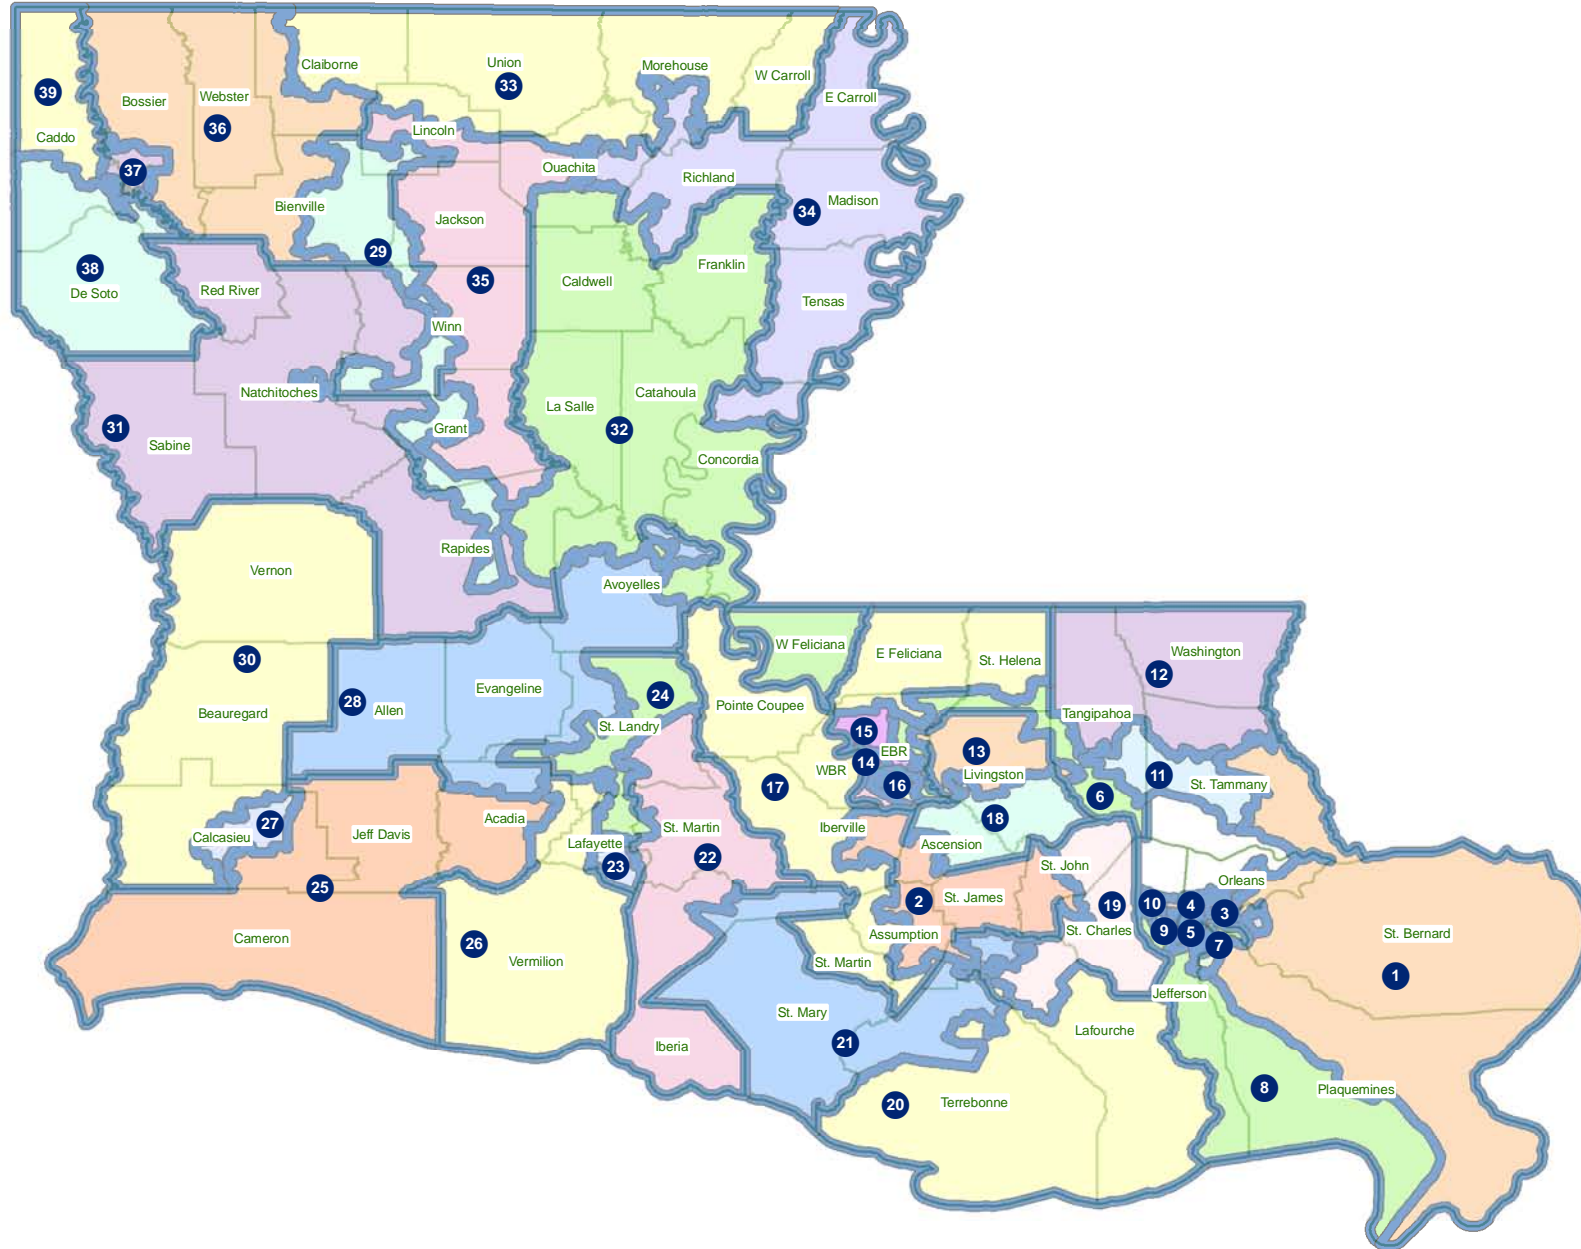 Claiborne
Union
33
Morehouse
W Carroll
39
Bossier
Webster
E Carroll
36
Caddo
Lincoln
37
Ouachita
Richland
Madison
34
Bienville
Jackson
29
Franklin
38
De Soto
Red River
35
Caldwell
Tensas
Winn
Natchitoches
La Salle
Catahoula
31
Sabine
Grant
32
Concordia
Rapides
Vernon
Avoyelles
W Feliciana
E Feliciana
St. Helena
Washington
30
12
Beauregard
28
Allen
Evangeline
24
Pointe Coupee
St. Landry
Tangipahoa
15
EBR
13
14
WBR
Livingston
11
St. Tammany
17
16
6
27
Calcasieu
Jeff Davis
Acadia
Lafayette
St. Martin
Iberville
18
Ascension
22
23
St. John
25
Orleans
2
St. James
19
10
4
3
Cameron
26
Vermilion
Assumption
St. Charles
9
5
7
St. Bernard
St. Martin
1
Jefferson
St. Mary
21
Lafourche
Iberia
20
Terrebonne
8
Plaquemines